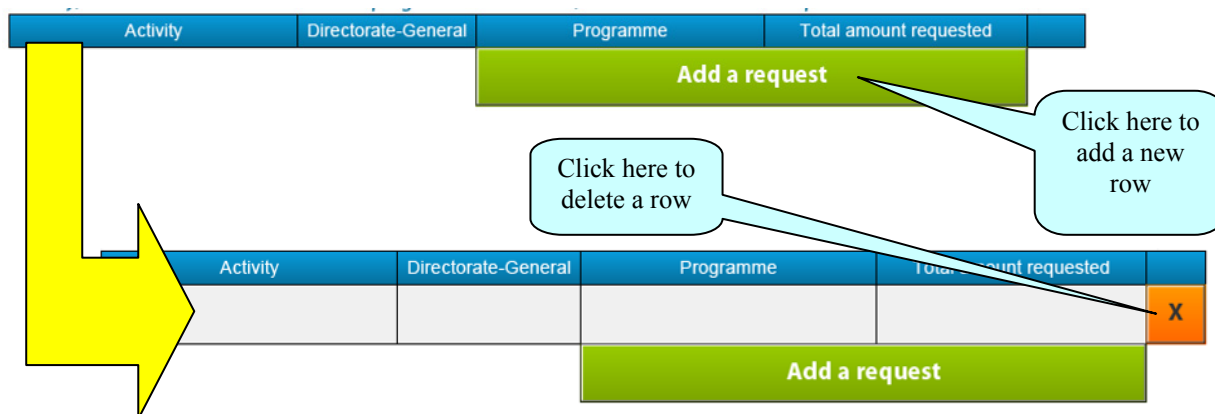 Activity Directorate-General Programme Total amount requested
Add a request
Click here to
add a new
row
Click here to
delete a row
Activity Directorate-General Programme Total amount requested
X
Add a request